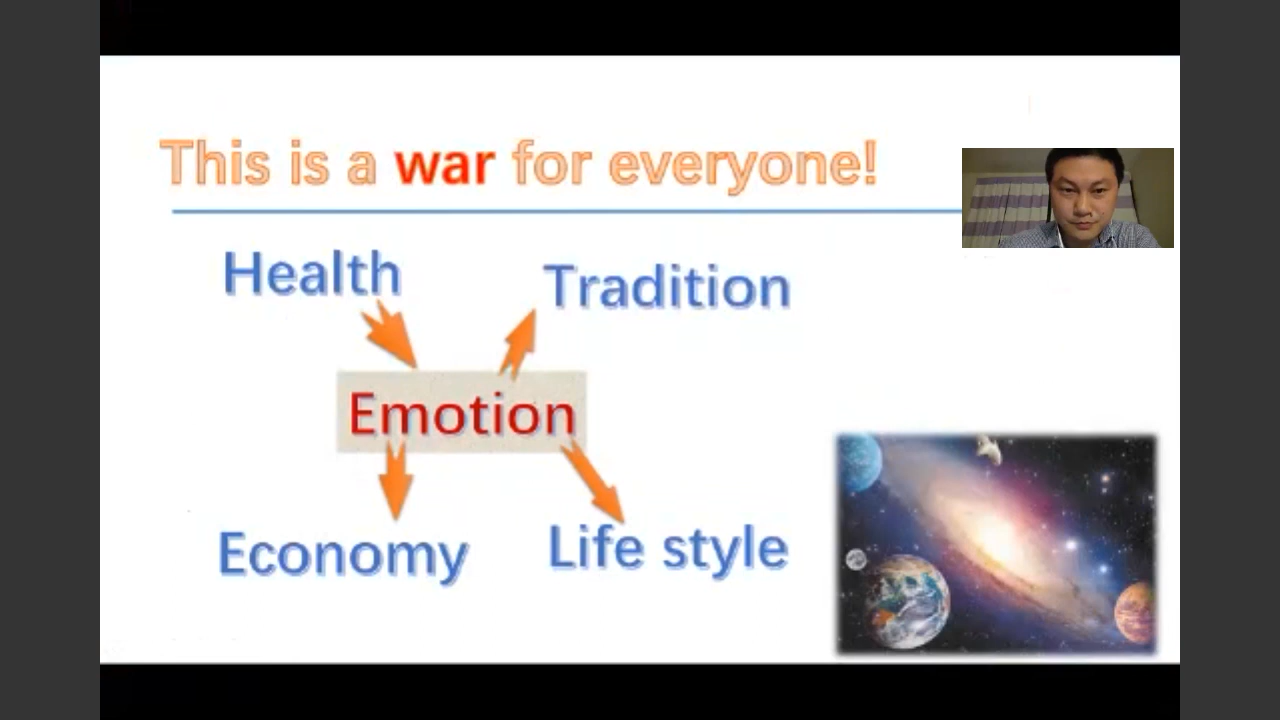 This is a war for everyone!
Health
Tradition
Emotion
Economy
Life style